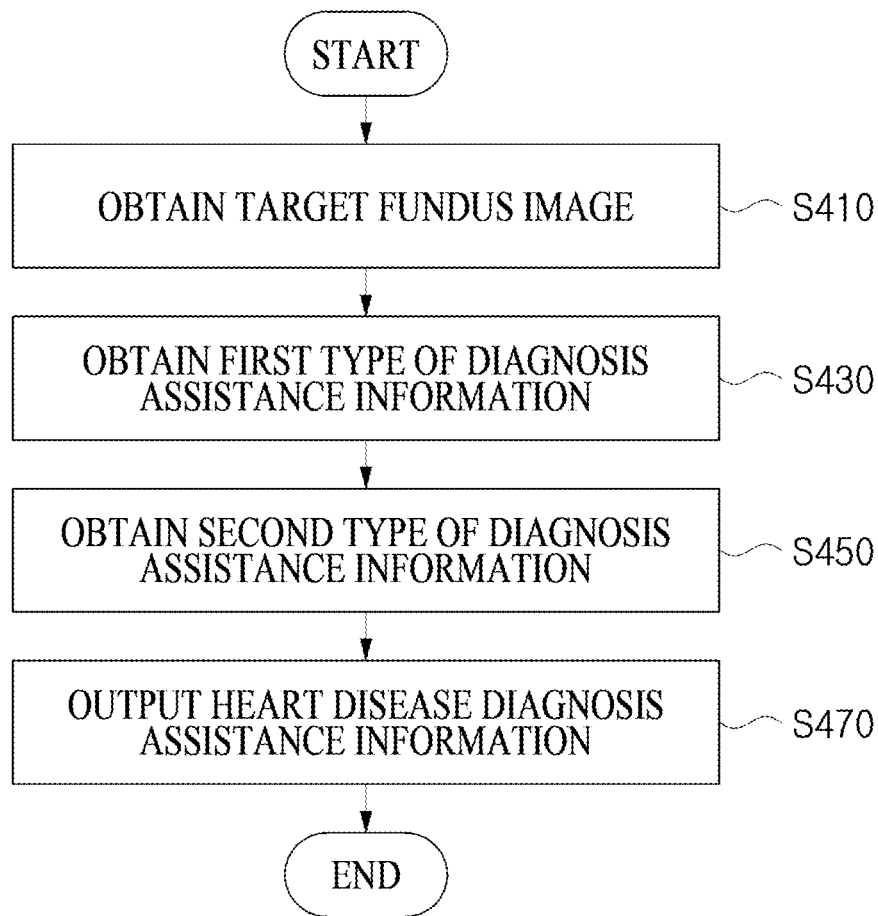 START
OBTAIN TARGET FUNDUS IMAGE
S410
OBTAIN FIRST TYPE OF DIAGNOSIS
ASSISTANCE INFORMATION
S430
OBTAIN SECOND TYPE OF DIAGNOSIS
ASSISTANCE INFORMATION
S450
OUTPUT HEART DISEASE DIAGNOSIS
ASSISTANCE INFORMATION
S470
END